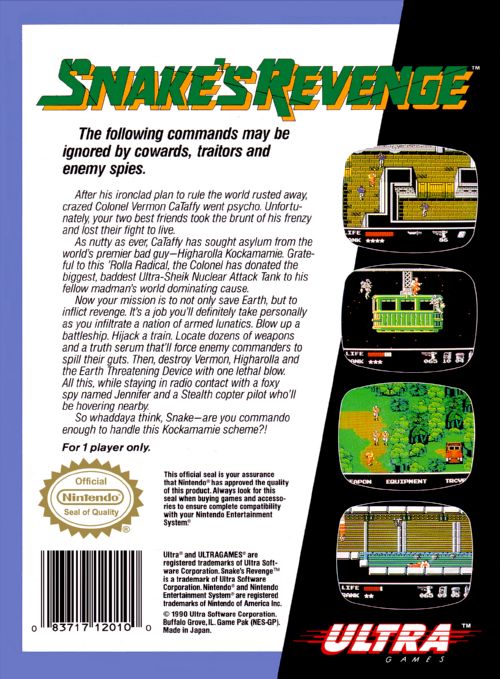 SNAKE'S REVENGE™
The following commands may be
ignored by cowards, traitors and
enemy spies.
After his ironclad plan to rule the world rusted away,
crazed Colonel Vermon CaTaffy went psycho. Unfortu-
nately, your two best friends took the brunt of his frenzy
and lost their fight to live.
As nutty as ever, CaTaffy has sought asylum from the
world's premier bad guy—Higharolla Kockamamie. Grate-
ful to this 'Rolla Radical, the Colonel has donated the
biggest, baddest Ultra-Sheik Nuclear Attack Tank to his
fellow madman's world dominating cause.
Now your mission is to not only save Earth, but to
inflict revenge. It's a job you'll definitely take personally
as you infiltrate a nation of armed lunatics. Blow up a
battleship. Hijack a train. Locate dozens of weapons
and a truth serum that'll force enemy commanders to
spill their guts. Then, destroy Vermon, Higharolla and
the Earth Threatening Device with one lethal blow.
All this, while staying in radio contact with a foxy
spy named Jennifer and a Stealth copter pilot who'll
be hovering nearby.
So whaddaya think, Snake—are you commando
enough to handle this Kockamamie scheme?!
For 1 player only.
Official
Nintendo®
Seal of Quality
®
This official seal is your assurance
that Nintendo® has approved the quality
of this product. Always look for this
seal when buying games and accesso-
ries to ensure complete compatibility
with your Nintendo Entertainment
System®.
Ultra® and ULTRAGAMES® are
registered trademarks of Ultra Soft-
ware Corporation. Snake's Revenge™
is a trademark of Ultra Software
Corporation. Nintendo® and Nintendo
Entertainment System® are registered
trademarks of Nintendo of America Inc.
© 1990 Ultra Software Corporation.
Buffalo Grove, IL. Game Pak (NES-GP).
Made in Japan.
0 83717 12010 0
LIFE
ANK ★★★★
LIFE
RANK
EAPON EQUIPMENT TRCVE
LIFE
RANK ★★
ULTRA™
GAMES